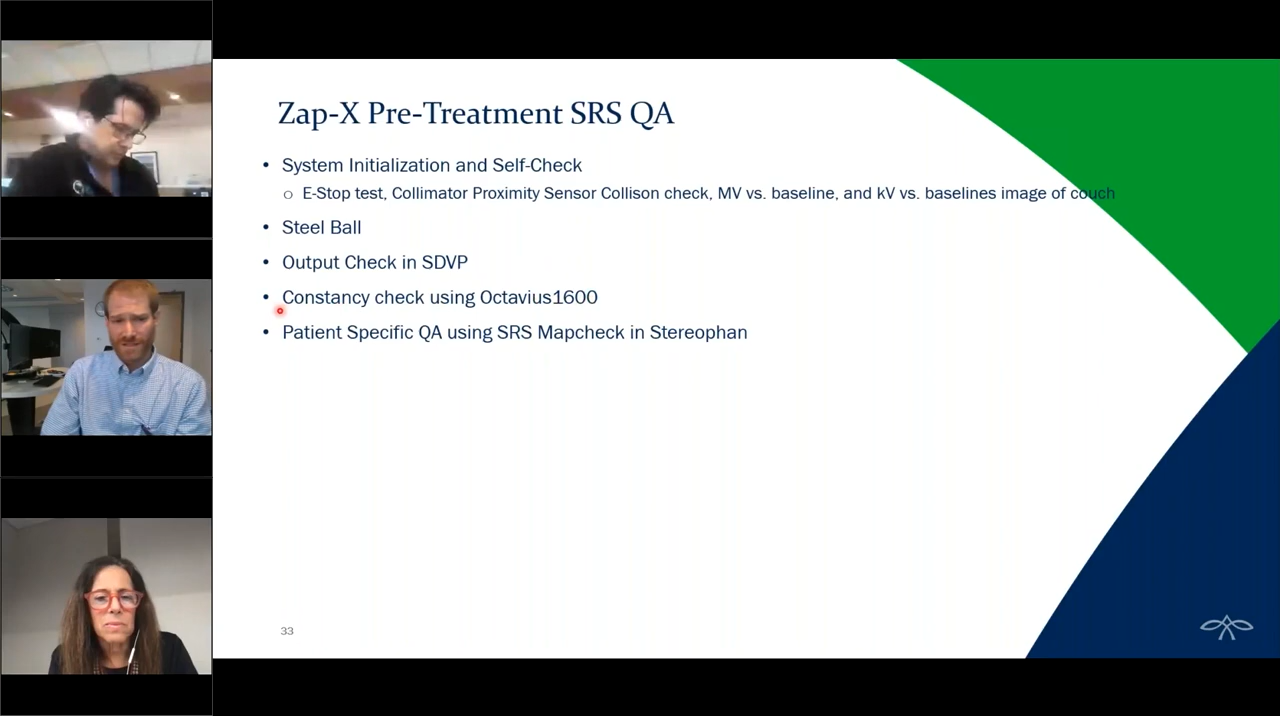 Zap-X Pre-Treatment SRS QA
• System Initialization and Self-Check
o E-Stop test, Collimator Proximity Sensor Collison check, MV vs. baseline, and kV vs. baselines image of couch
• Steel Ball
• Output Check in SDVP
• Constancy check using Octavius1600
• Patient Specific QA using SRS Mapcheck in Stereophan
33